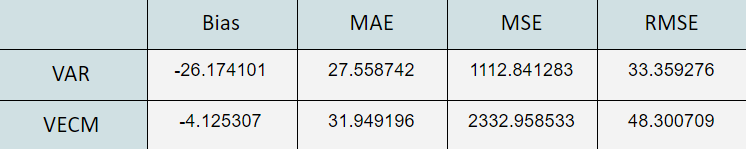 Bias MAE MSE RMSE
VAR -26.174101 27.558742 1112.841283 33.359276
VECM -4.125307 31.949196 2332.958533 48.300709